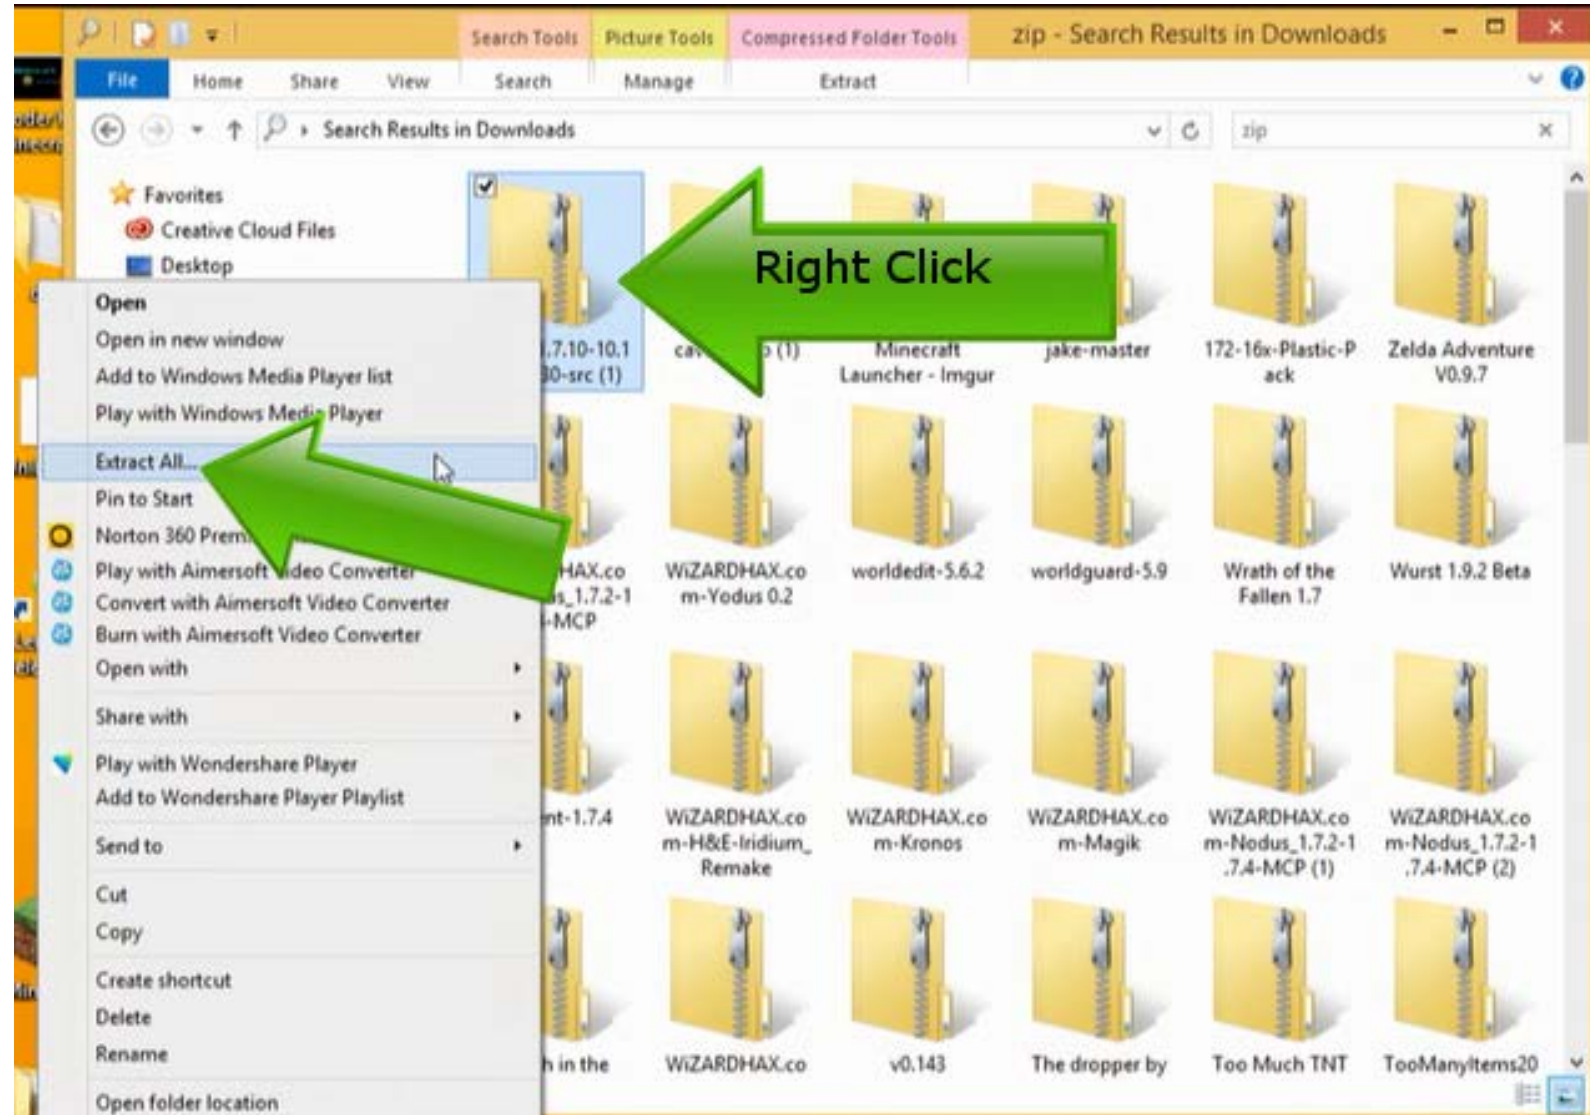 Search Tools Picture Tools Compressed Folder Tools zip - Search Results in Downloads
File Home Share View Search Manage Extract
Search Results in Downloads zip
Favorites
Creative Cloud Files
Desktop
Right Click
Open
Open in new window
Add to Windows Media Player list
Play with Windows Media Player
Extract All...
Pin to Start
Norton 360
Play with Aimersoft Video Converter
Convert with Aimersoft Video Converter
Burn with Aimersoft Video Converter
Open with
Share with
Play with Wondershare Player
Add to Wondershare Player Playlist
Send to
Cut
Copy
Create shortcut
Delete
Rename
Open folder location
.7.10-10.1
30-src (1)
(1)
Minecraft
Launcher - Imgur
jake-master
172-16x-Plastic-P
ack
Zelda Adventure
V0.9.7
HAX.co
s_1.7.2-1
-MCP
WiZARDHAX.co
m-Yodus 0.2
worldedit-5.6.2
worldguard-5.9
Wrath of the
Fallen 1.7
Wurst 1.9.2 Beta
nt-1.7.4
WiZARDHAX.co
m-H&E-Iridium_
Remake
WiZARDHAX.co
m-Kronos
WiZARDHAX.co
m-Magik
WiZARDHAX.co
m-Nodus_1.7.2-1
.7.4-MCP (1)
WiZARDHAX.co
m-Nodus_1.7.2-1
.7.4-MCP (2)
h in the
WiZARDHAX.co
v0.143
The dropper by
Too Much TNT
TooManyItems20